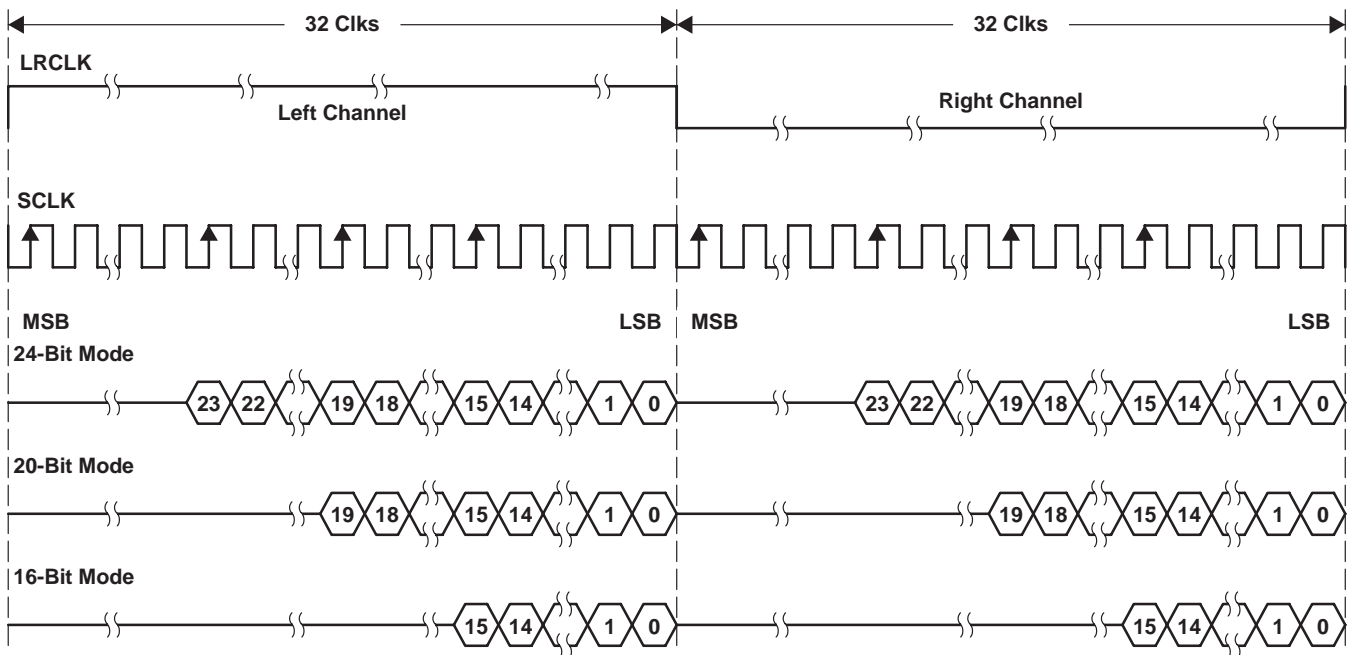 32 Clks 32 Clks
LRCLK
Left Channel Right Channel
SCLK
MSB LSB MSB LSB
24-Bit Mode
23 22 19 18 15 14 1 0 23 22 19 18 15 14 1 0
20-Bit Mode
19 18 15 14 1 0 19 18 15 14 1 0
16-Bit Mode
15 14 1 0 15 14 1 0